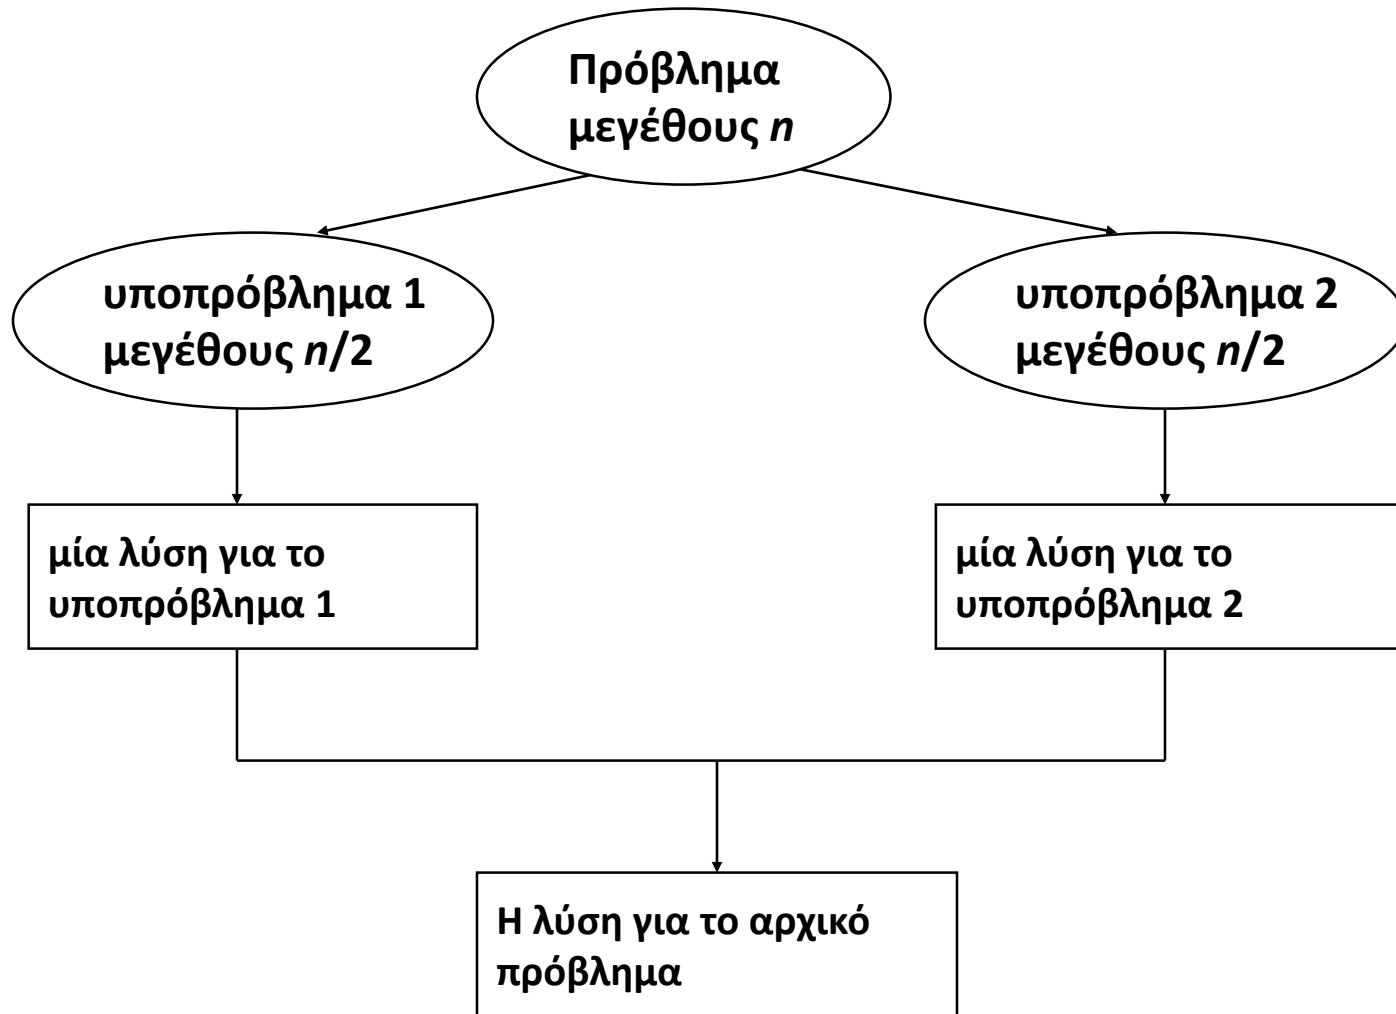 Πρόβλημα
μεγέθους n
υποπρόβλημα 1
μεγέθους n/2
υποπρόβλημα 2
μεγέθους n/2
μία λύση για το
υποπρόβλημα 1
μία λύση για το
υποπρόβλημα 2
Η λύση για το αρχικό
πρόβλημα